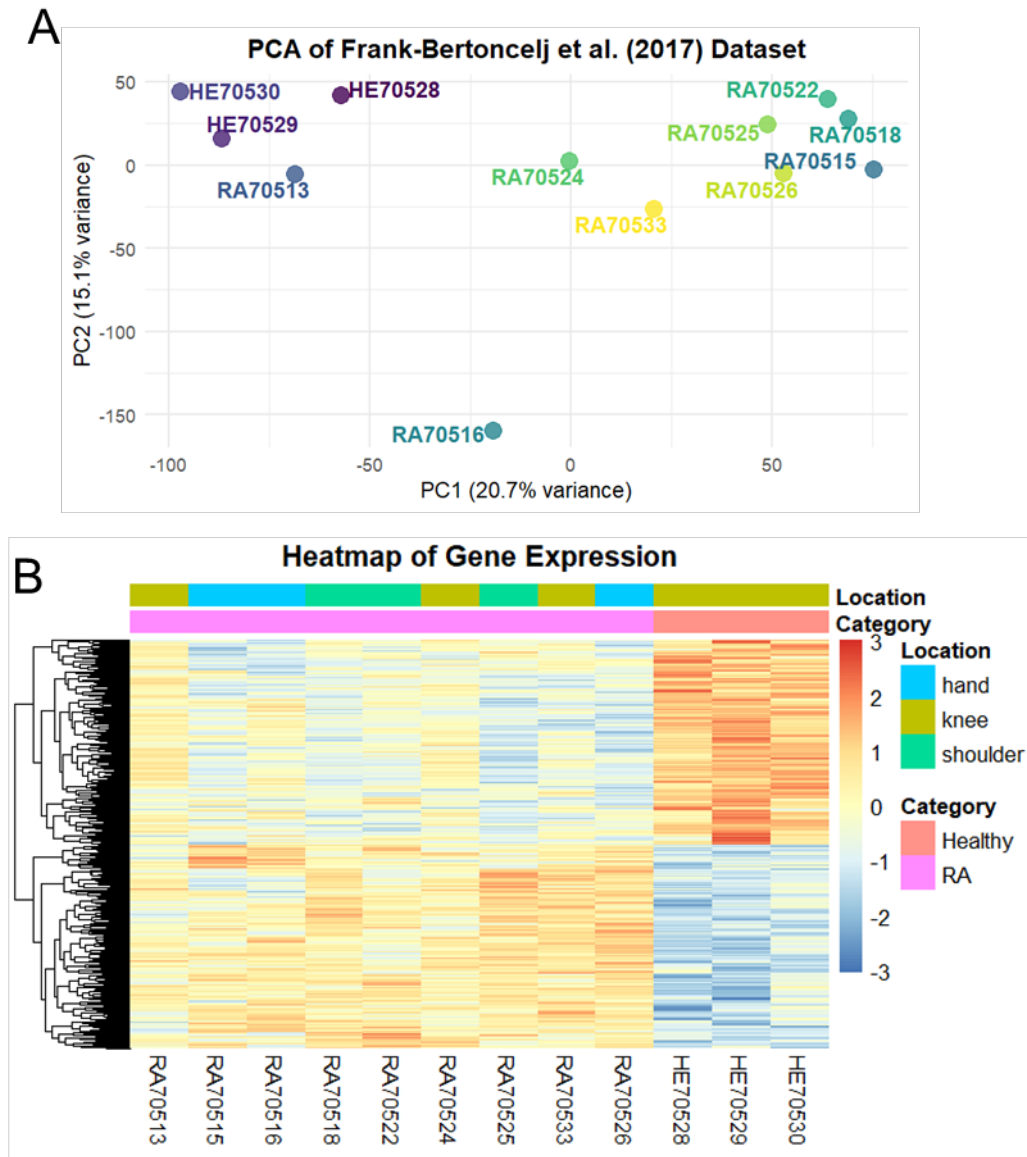 A
PCA of Frank-Bertoncelj et al. (2017) Dataset
50
0
-50
-100
-150
PC2 (15.1% variance)
HE70530
HE70528
HE70529
RA70513
RA70522
RA70525
RA70518
RA70515
RA70524
RA70526
RA70533
RA70516
-100
-50
0
50
PC1 (20.7% variance)
B
Heatmap of Gene Expression
Location
Category
3
2
1
0
-1
-2
-3
Location
hand
knee
shoulder
Category
Healthy
RA
RA70513
RA70515
RA70516
RA70518
RA70522
RA70524
RA70525
RA70533
RA70526
HE70528
HE70529
HE70530